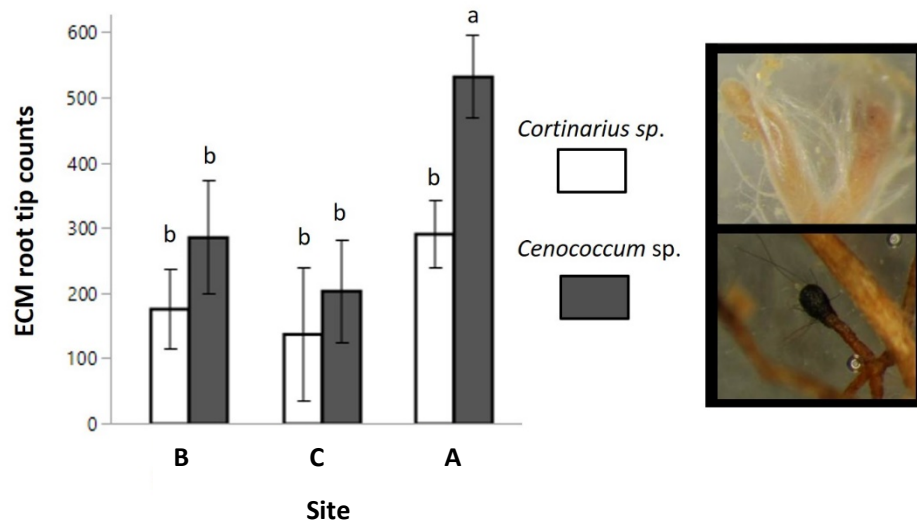 ECM root tip counts
600
500
400
300
200
100
0
b
b
b
b
b
a
B
C
A
Site
Cortinarius sp.
Cenococcum sp.